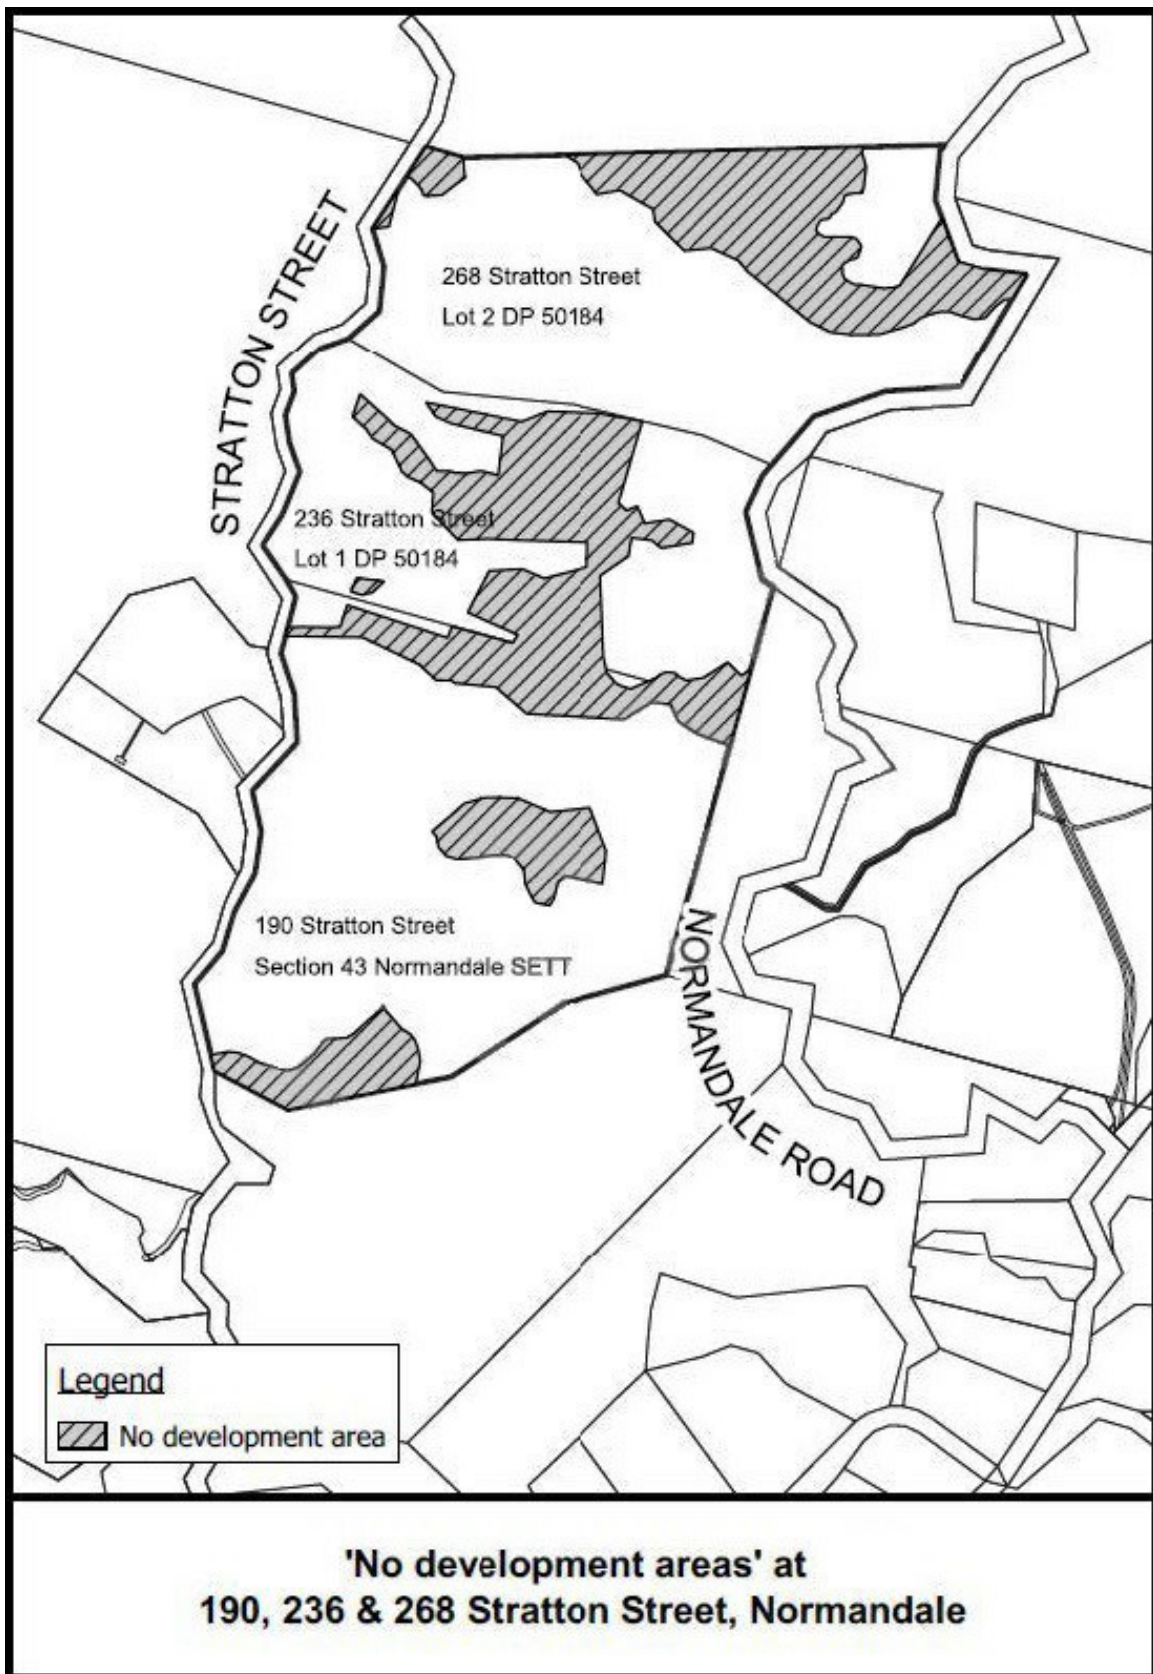 STRATTON STREET
268 Stratton Street
Lot 2 DP 50184
236 Stratton Street
Lot 1 DP 50184
190 Stratton Street
Section 43 Normandale SETT
NORMANDALE ROAD
Legend
No development area
'No development areas' at
190, 236 & 268 Stratton Street, Normandale